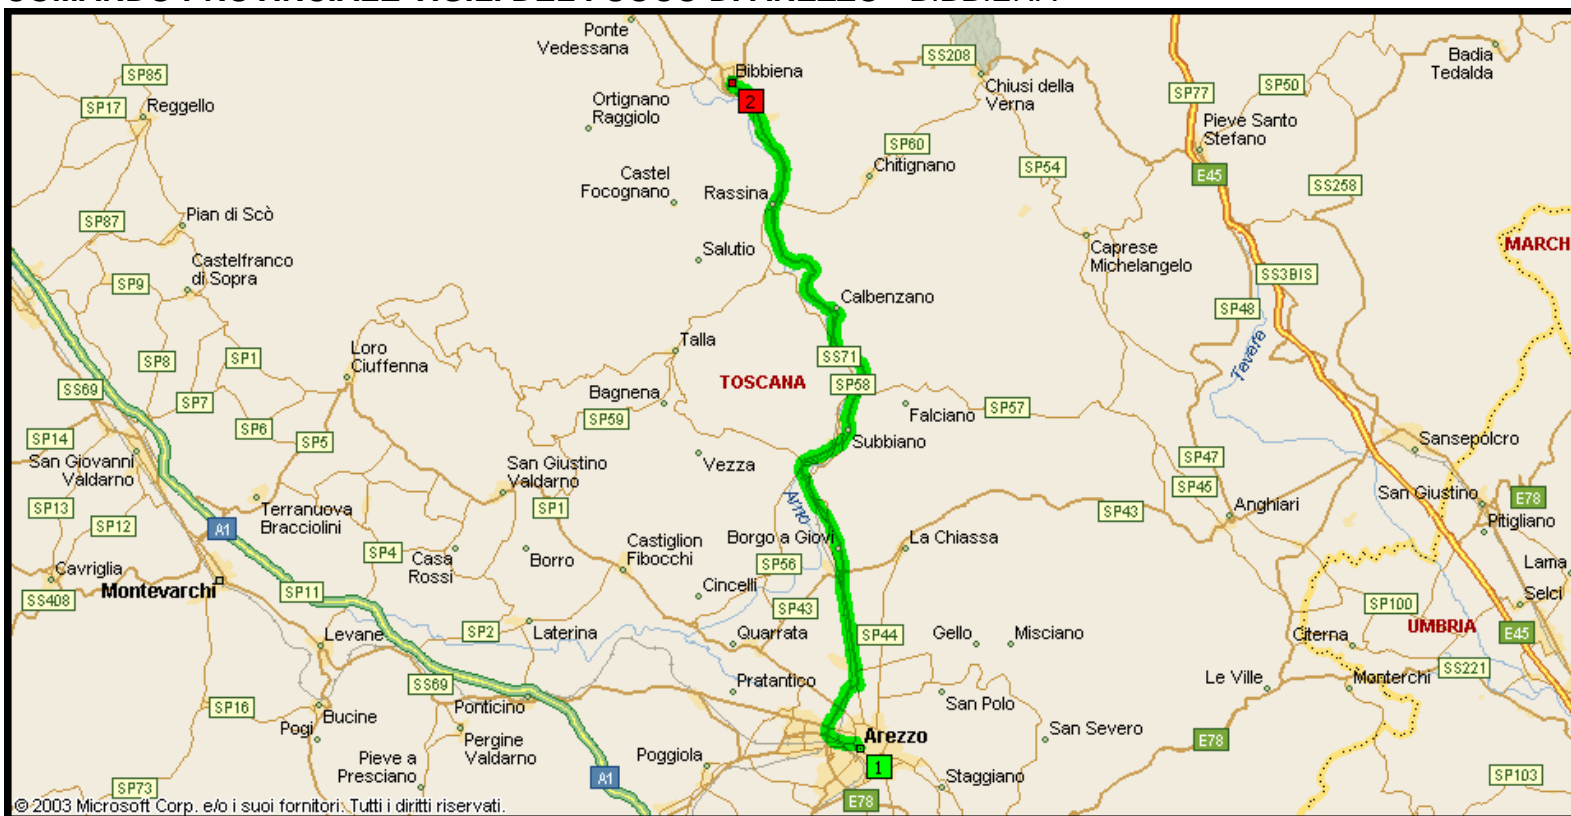 Ponte
Vedessana
SS208
Badia
Tedalda
SP85
Bibbiena
SP17
Reggello
Ortignano
Raggiolo
2
Chiusi della
Verna
SP77
SP50
Pieve Santo
Stefano
SP60
Chitignano
SP54
E45
SS258
Castel
Focognano
Rassina
SP87
Pian di Scò
Castelfranco
di Sopra
Salutio
Caprese
Michelangelo
MARCH
SS3BIS
SP9
Calbenzano
SP48
Tevere
Talla
SS71
SP8
SP1
Loro
Ciuffenna
TOSCANA
SP58
SS69
SP7
Bagnena
SP59
Falciano
SP57
SP14
SP6
SP5
Subbiano
Sansepolcro
San Giovanni
Valdarno
San Giustino
Valdarno
Vezza
SP47
SP45
San Giustino
E78
SP13
SP12
Terranuova
Bracciolini
SP1
Arno
Anghiari
SP43
Pitigliano
A1
SP4
Casa
Rossi
Borro
Castiglion
Fibocchi
Borgo a Giovi
La Chiassa
SP56
Lama
Cavriglia
Montevarchi
SP11
Cincelli
SS408
SP43
SP100
Selci
Levane
SP2
Laterina
Quarrata
SP44
Gello
Misciano
Citerna
UMBRIA
E45
SS221
SS69
Ponticino
Pratantico
San Polo
Le Ville
Monterchi
SP16
Bucine
Pogi
Pergine
Valdarno
Arezzo
San Severo
E78
Pieve a
Presciano
Poggiola
1
Staggiano
SP73
A1
E78
SP103
© 2003 Microsoft Corp. e/o i suoi fornitori. Tutti i diritti riservati.